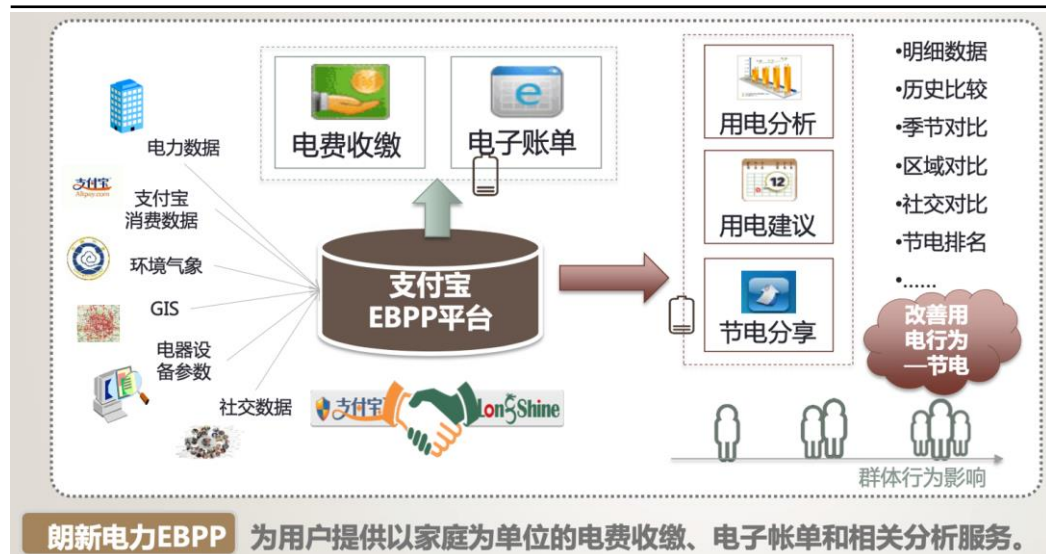 电费收缴
电子账单
电力数据
支付宝
Alipay.com
支付宝
消费数据
环境气象
GIS
电器设
备参数
社交数据
支付宝
EBPP平台
支付宝
LongShine
用电分析
12
用电建议
节电分享
•明细数据
•历史比较
•季节对比
•区域对比
•社交对比
•节电排名
•......
改善用
电行为
—节电
群体行为影响
朗新电力EBPP
为用户提供以家庭为单位的电费收缴、电子帐单和相关分析服务。